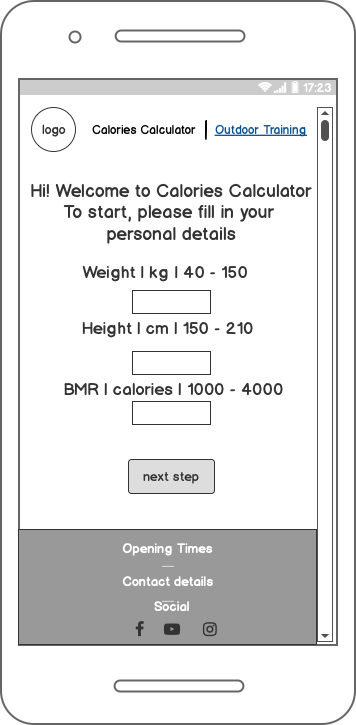 17:23
logo
Calories Calculator | Outdoor Training
Hi! Welcome to Calories Calculator
To start, please fill in your
personal details
Weight | kg | 40 - 150
Height | cm | 150 - 210
BMR | calories | 1000 - 4000
next step
Opening Times
Contact details
Social